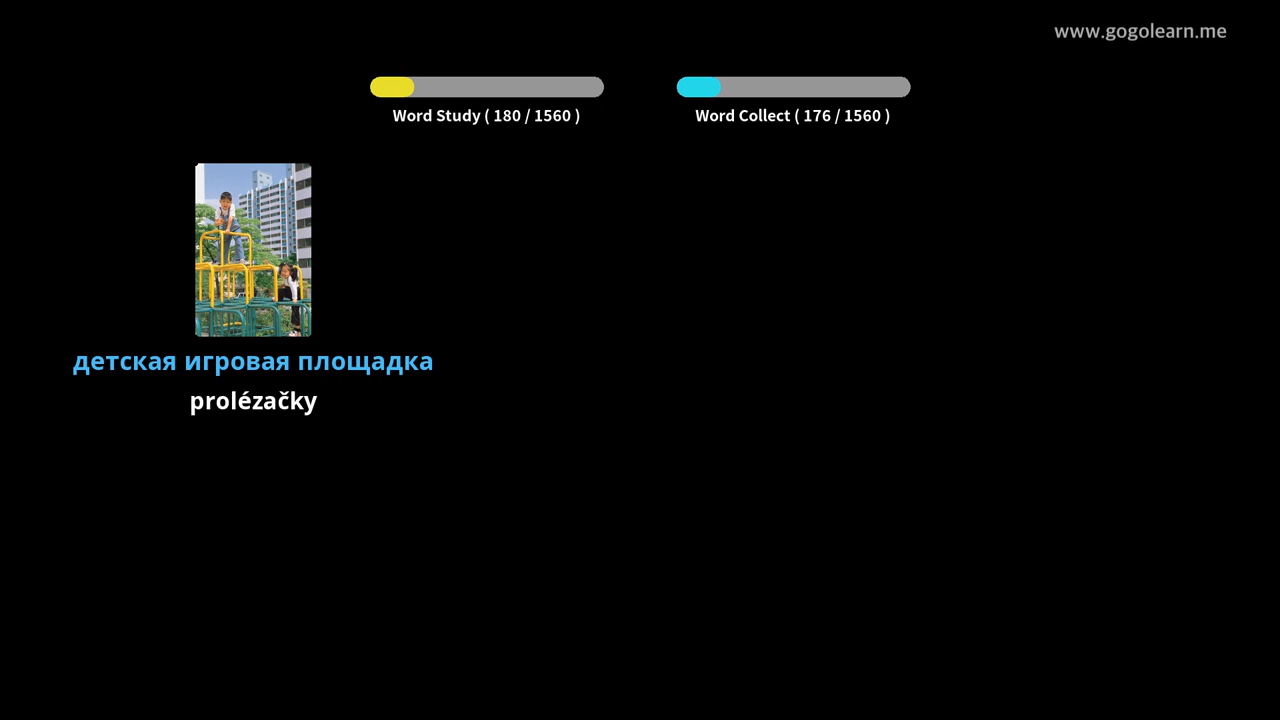 www.gogolearn.me
Word Study ( 180 / 1560 )
Word Collect ( 176 / 1560 )
детская игровая площадка
prolézačky